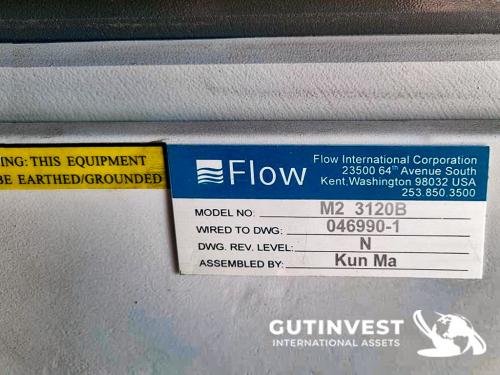 ING: THIS EQUIPMENT
BE EARTHED/GROUNDED
Flow
Flow International Corporation
23500 64th Avenue South
Kent, Washington 98032 USA
253.850.3500
MODEL NO: M2 3120B
WIRED TO DWG: 046990-1
DWG. REV. LEVEL: N
ASSEMBLED BY: Kun Ma
GUTINVEST
INTERNATIONAL ASSETS